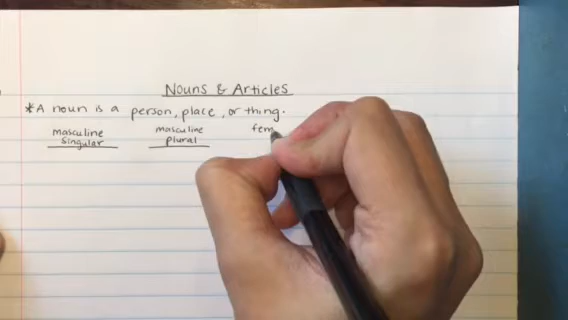 Nouns & Articles
*A noun is a person, place, or thing.
masculine masculine fem
singular plural